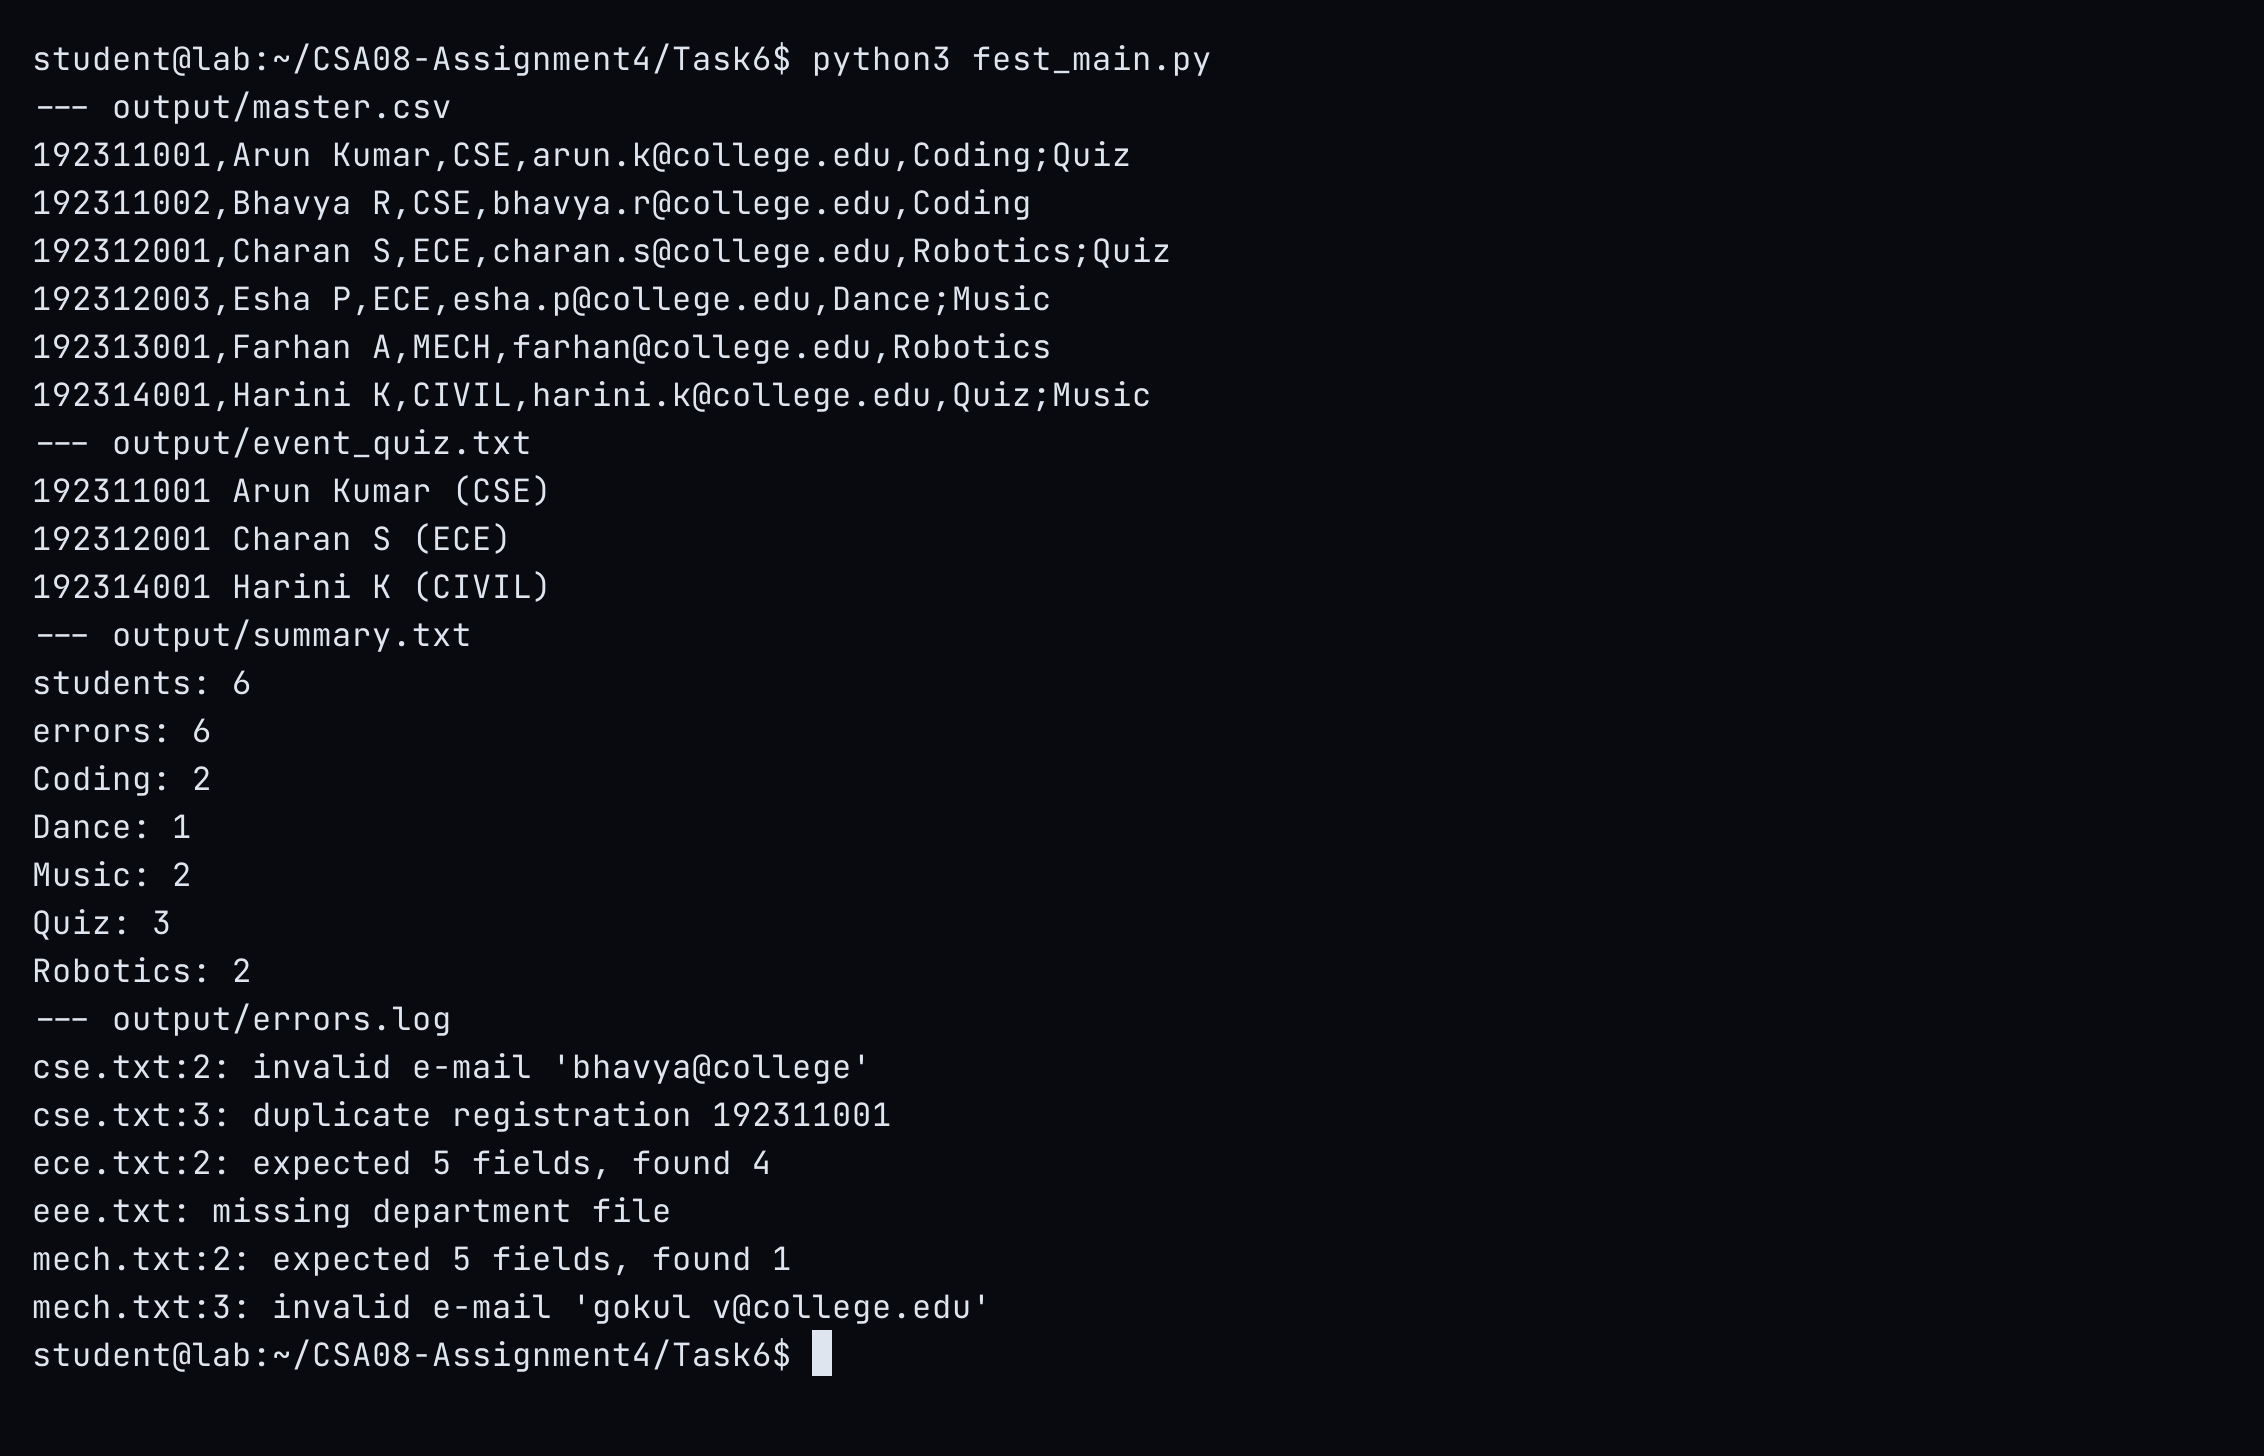 student@lab:~/CSA08-Assignment4/Task6$ python3 fest_main.py
--- output/master.csv
192311001,Arun Kumar,CSE,arun.k@college.edu,Coding;Quiz
192311002,Bhavya R,CSE,bhavya.r@college.edu,Coding
192312001,Charan S,ECE,charan.s@college.edu,Robotics;Quiz
192312003,Esha P,ECE,esha.p@college.edu,Dance;Music
192313001,Farhan A,MECH,farhan@college.edu,Robotics
192314001,Harini K,CIVIL,harini.k@college.edu,Quiz;Music
--- output/event_quiz.txt
192311001 Arun Kumar (CSE)
192312001 Charan S (ECE)
192314001 Harini K (CIVIL)
--- output/summary.txt
students: 6
errors: 6
Coding: 2
Dance: 1
Music: 2
Quiz: 3
Robotics: 2
--- output/errors.log
cse.txt:2: invalid e-mail 'bhavya@college'
cse.txt:3: duplicate registration 192311001
ece.txt:2: expected 5 fields, found 4
eee.txt: missing department file
mech.txt:2: expected 5 fields, found 1
mech.txt:3: invalid e-mail 'gokul v@college.edu'
student@lab:~/CSA08-Assignment4/Task6$